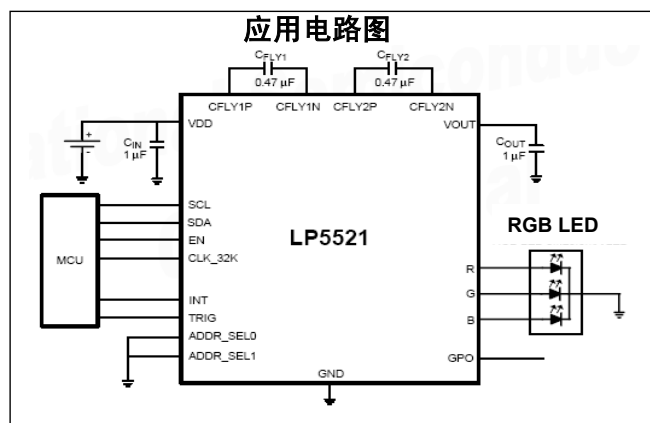 应用电路图
CFLY1
0.47 µF
CFLY2
0.47 µF
CFLY1P
CFLY1N
CFLY2P
CFLY2N
VDD
VOUT
+
-
CIN
1 µF
COUT
1 µF
MCU
SCL
SDA
EN
CLK_32K
INT
TRIG
ADDR_SEL0
ADDR_SEL1
LP5521
RGB LED
R
G
B
GPO
GND